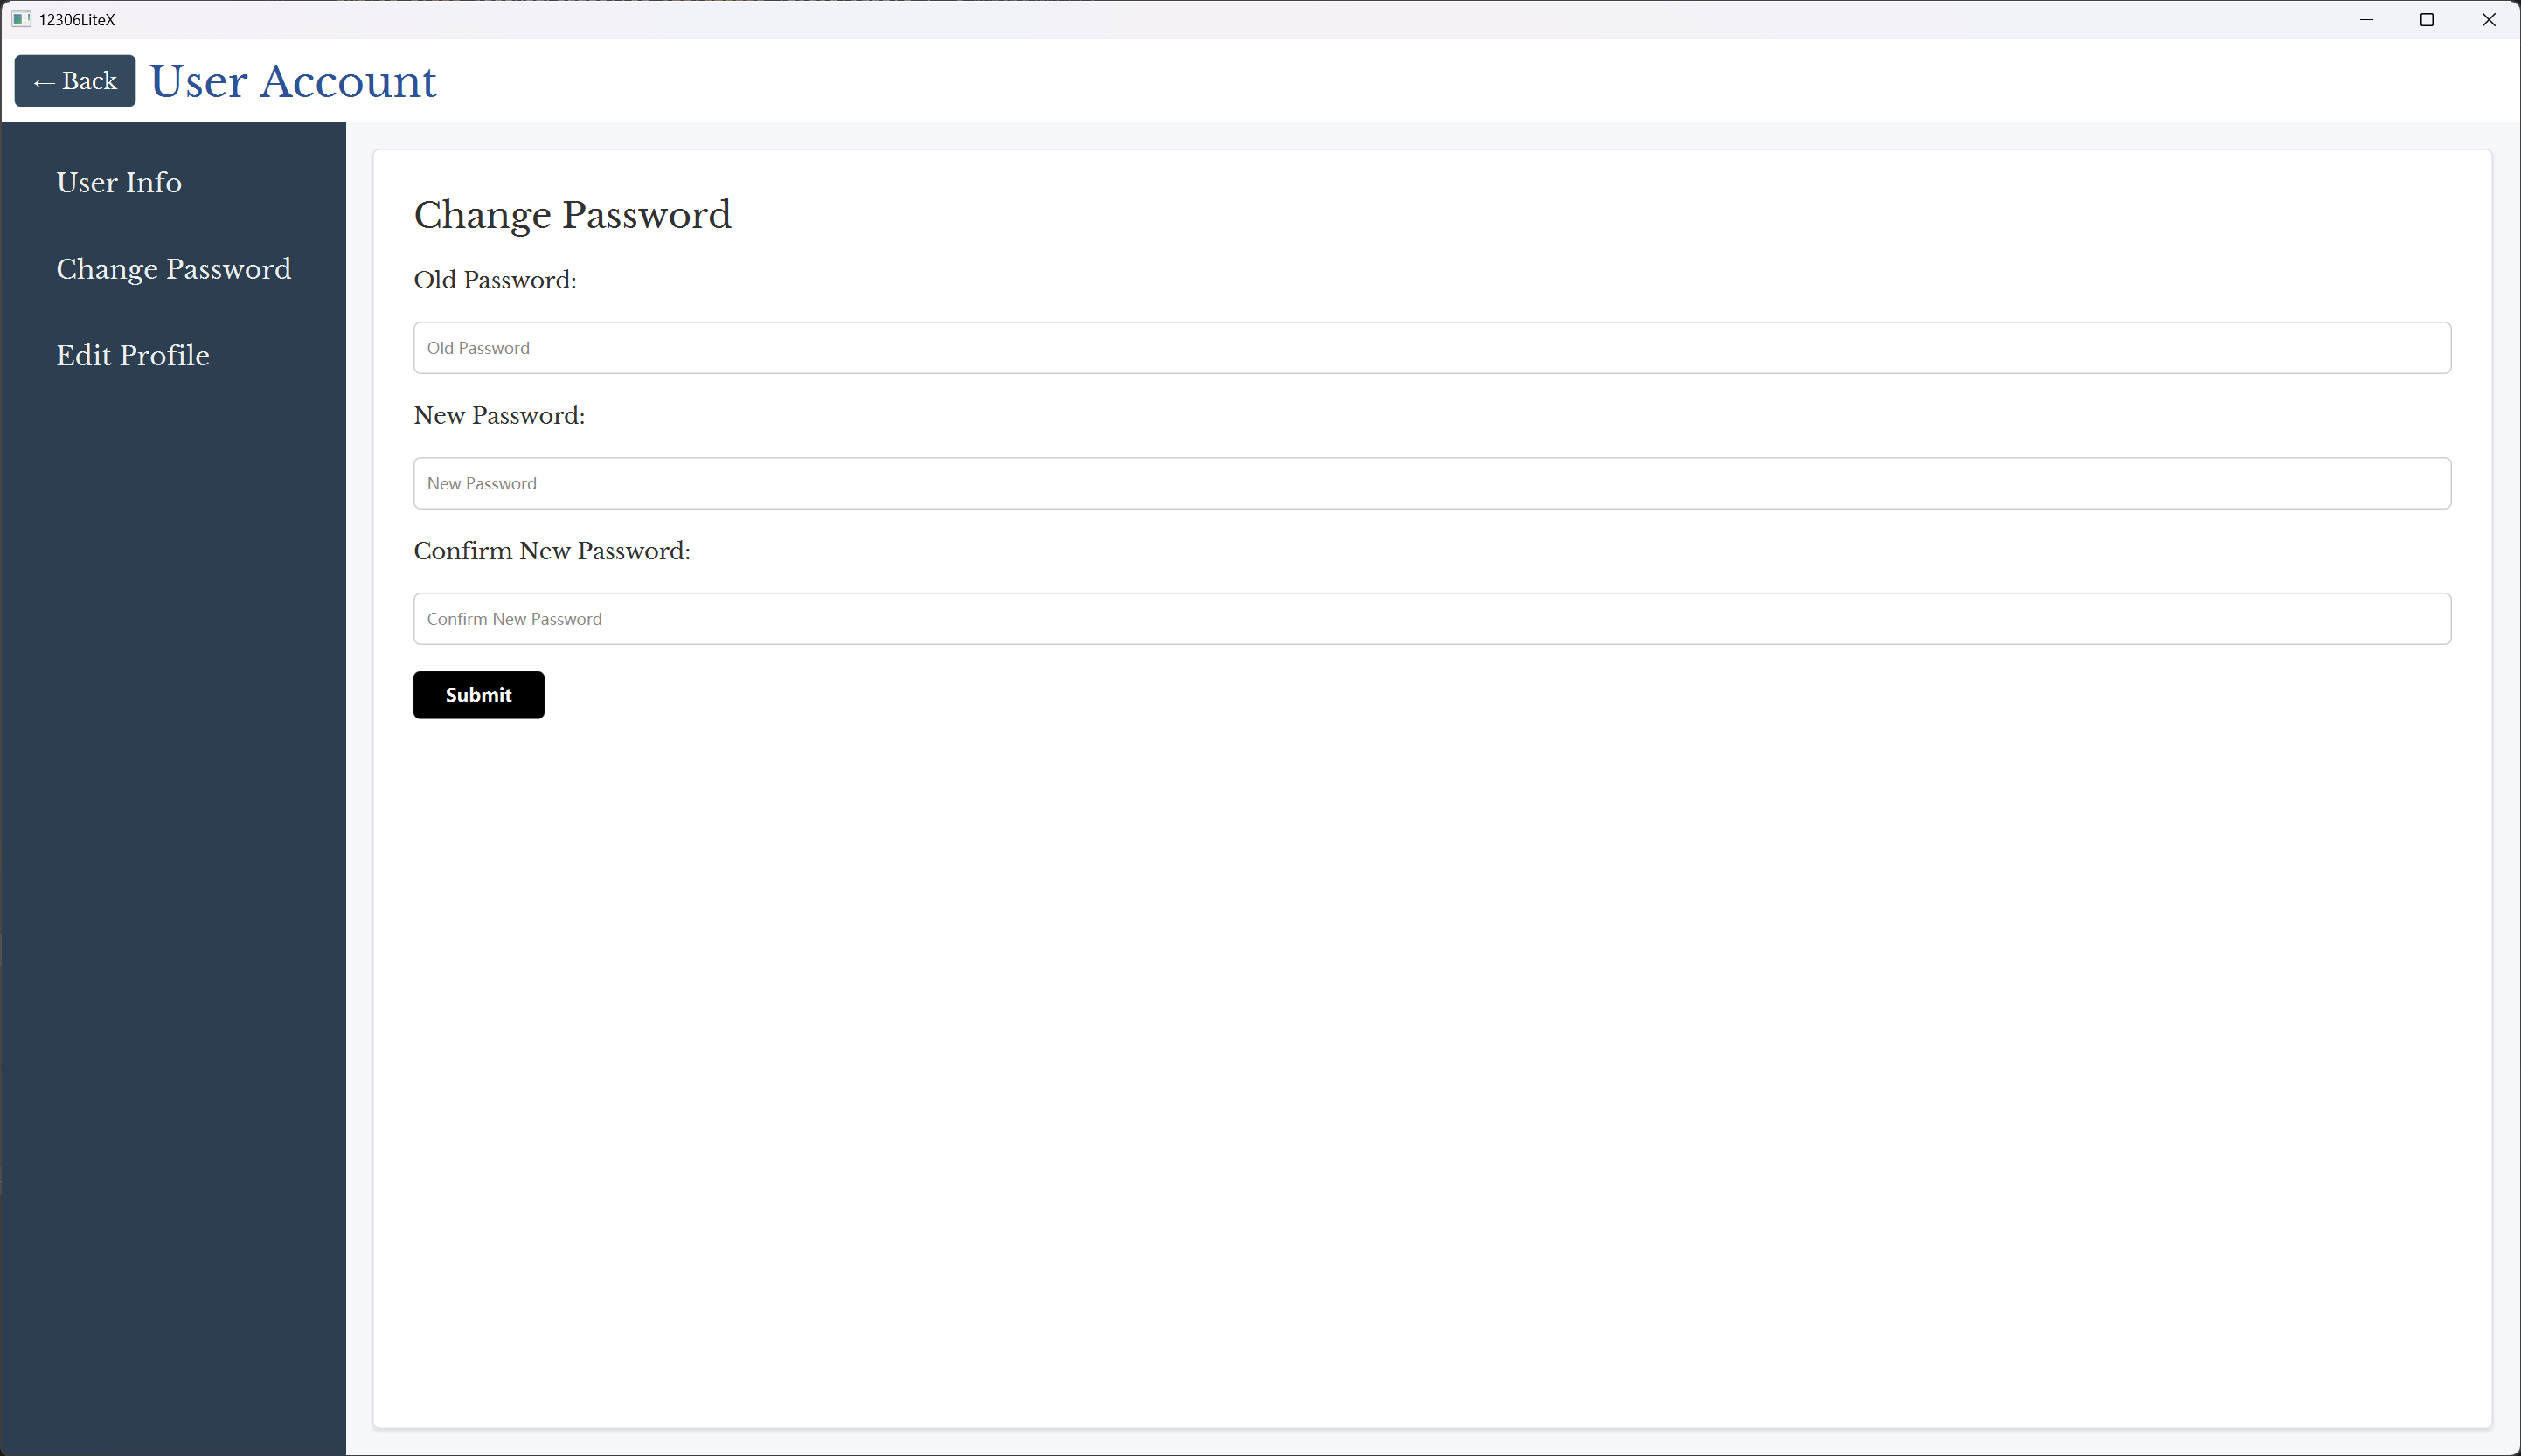 12306LiteX
← Back
User Account
User Info
Change Password
Edit Profile
Change Password
Old Password:
Old Password
New Password:
New Password
Confirm New Password:
Confirm New Password
Submit